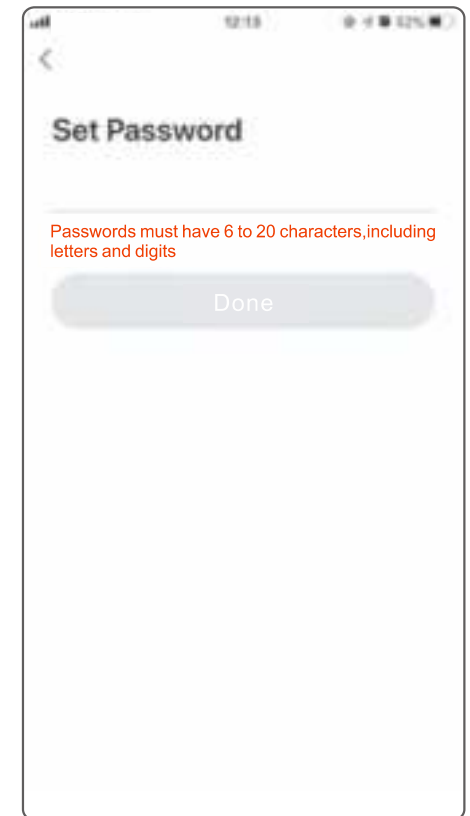 12:13
Set Password
Passwords must have 6 to 20 characters,including
letters and digits
Done